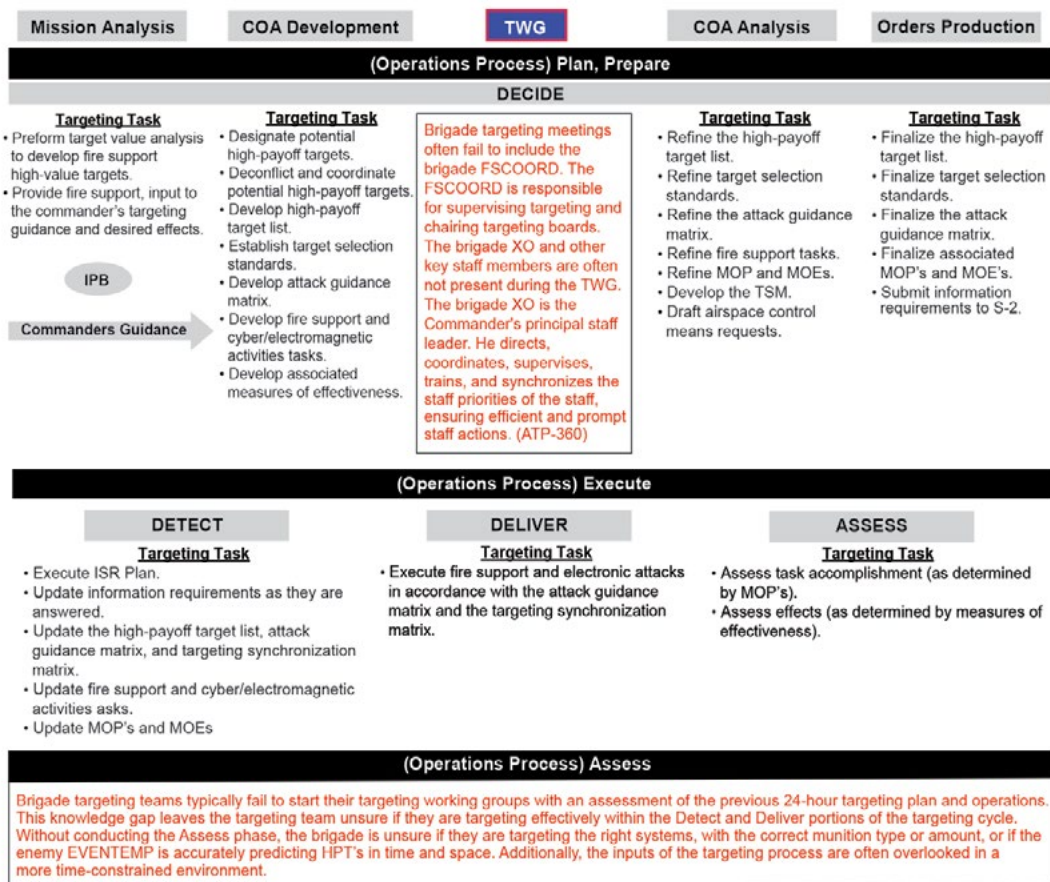 Mission Analysis
COA Development
TWG
COA Analysis
Orders Production
(Operations Process) Plan, Prepare
DECIDE
Targeting Task
• Preform target value analysis
to develop fire support
high-value targets.
• Provide fire support, input to
the commander's targeting
guidance and desired effects.
IPB
Commanders Guidance
Targeting Task
• Designate potential
high-payoff targets.
• Deconflict and coordinate
potential high-payoff targets.
• Develop high-payoff
target list.
• Establish target selection
standards.
• Develop attack guidance
matrix.
• Develop fire support and
cyber/electromagnetic
activities tasks.
• Develop associated
measures of effectiveness.
Brigade targeting meetings
often fail to include the
brigade FSCOORD. The
FSCOORD is responsible
for supervising targeting and
chairing targeting boards.
The brigade XO and other
key staff members are often
not present during the TWG.
The brigade XO is the
Commander's principal staff
leader. He directs,
coordinates, supervises,
trains, and synchronizes the
staff priorities of the staff,
ensuring efficient and prompt
staff actions. (ATP-360)
Targeting Task
• Refine the high-payoff
target list.
• Refine target selection
standards.
• Refine the attack guidance
matrix.
• Refine fire support tasks.
• Refine MOP and MOEs.
• Develop the TSM.
• Draft airspace control
means requests.
Targeting Task
• Finalize the high-payoff
target list.
• Finalize target selection
standards.
• Finalize the attack
guidance matrix.
• Finalize associated
MOP's and MOE's.
• Submit information
requirements to S-2.
(Operations Process) Execute
DETECT
Targeting Task
• Execute ISR Plan.
• Update information requirements as they are
answered.
• Update the high-payoff target list, attack
guidance matrix, and targeting synchronization
matrix.
• Update fire support and cyber/electromagnetic
activities asks.
• Update MOP's and MOEs
DELIVER
Targeting Task
• Execute fire support and electronic attacks
in accordance with the attack guidance
matrix and the targeting synchronization
matrix.
ASSESS
Targeting Task
• Assess task accomplishment (as determined
by MOP's).
• Assess effects (as determined by measures of
effectiveness).
(Operations Process) Assess
Brigade targeting teams typically fail to start their targeting working groups with an assessment of the previous 24-hour targeting plan and operations.
This knowledge gap leaves the targeting team unsure if they are targeting effectively within the Detect and Deliver portions of the targeting cycle.
Without conducting the Assess phase, the brigade is unsure if they are targeting the right systems, with the correct munition type or amount, or if the
enemy EVENTEMP is accurately predicting HPT's in time and space. Additionally, the inputs of the targeting process are often overlooked in a
more time-constrained environment.